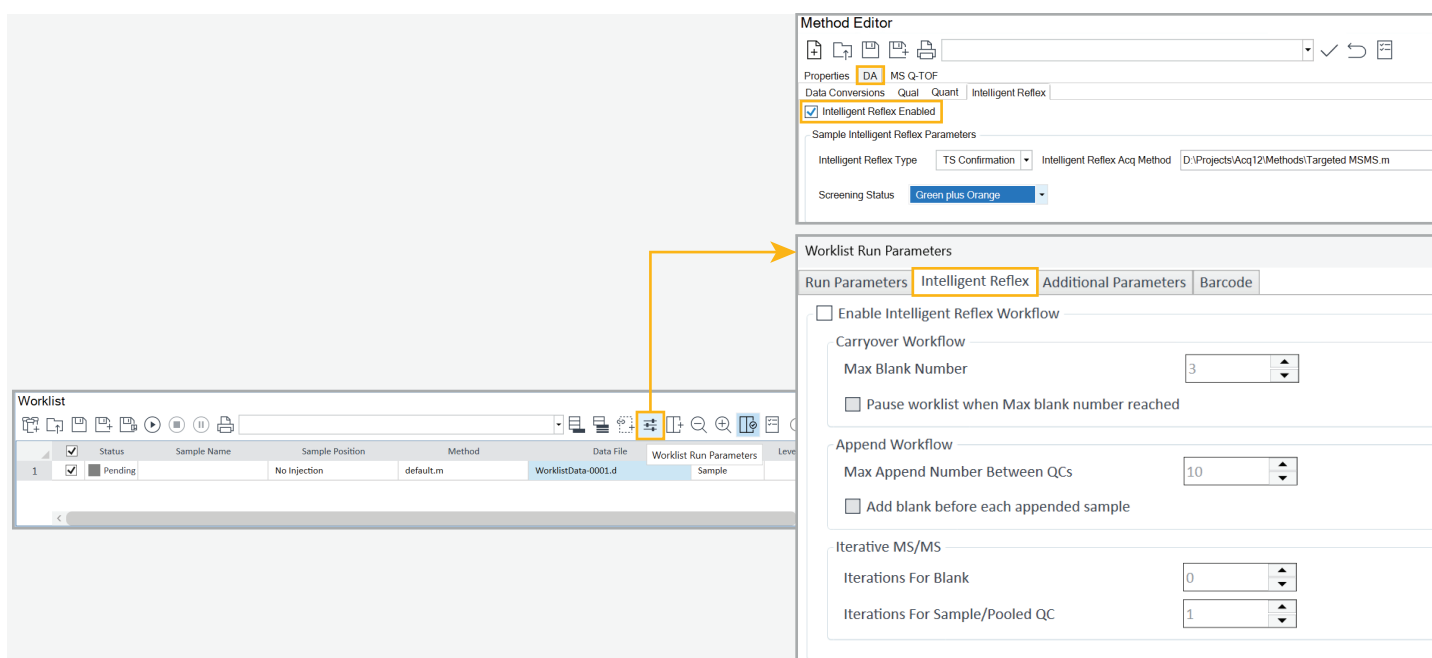 Method Editor
Properties DA MS Q-TOF
Data Conversions Qual Quant Intelligent Reflex
Intelligent Reflex Enabled
Sample Intelligent Reflex Parameters
Intelligent Reflex Type TS Confirmation Intelligent Reflex Acq Method D:\Projects\Acq12\Methods\Targeted MSMS.m
Screening Status Green plus Orange
Worklist Run Parameters
Run Parameters Intelligent Reflex Additional Parameters Barcode
Enable Intelligent Reflex Workflow
Carryover Workflow
Max Blank Number 3
Pause worklist when Max blank number reached
Append Workflow
Max Append Number Between QCs 10
Add blank before each appended sample
Iterative MS/MS
Iterations For Blank 0
Iterations For Sample/Pooled QC 1
Worklist
Status Sample Name Sample Position Method Data File Worklist Run Parameters Leve
1 Pending No Injection default.m WorklistData-0001.d Sample